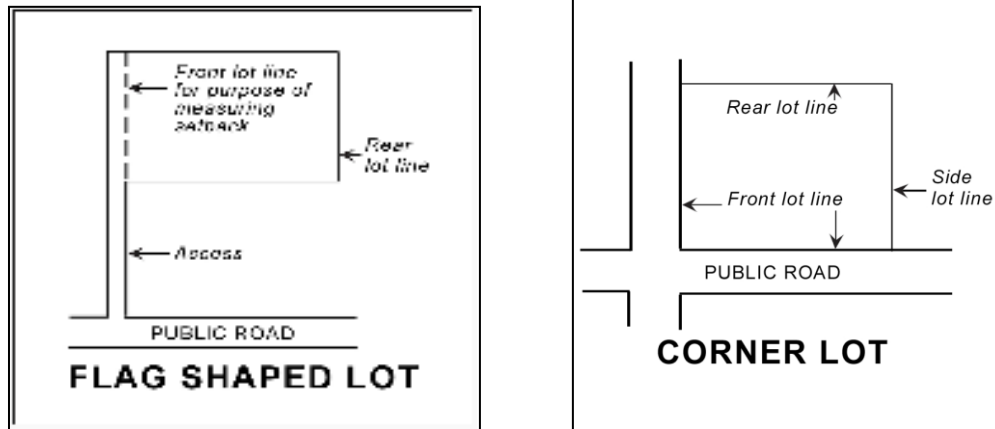 Front lot line
for purpose of
measuring
setback
Rear
lot line
Access
PUBLIC ROAD
FLAG SHAPED LOT
Rear lot line
Side
lot line
Front lot line
PUBLIC ROAD
CORNER LOT